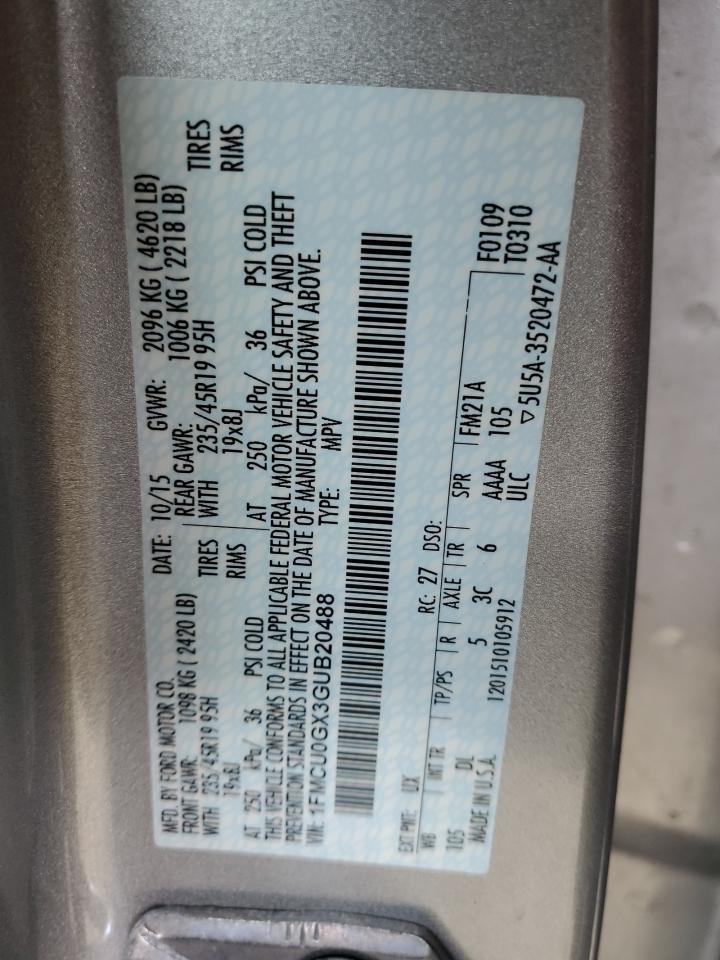 MFD. BY FORD MOTOR CO. DATE: 10/15 GVWR: 2096 KG ( 4620 LB)
FRONT GAWR: 1098 KG ( 2420 LB) REAR GAWR: 1006 KG ( 2218 LB)
WITH 235/45R19 95H TIRES WITH 235/45R19 95H TIRES
19x8J RIMS 19x8J RIMS
AT 250 kPa/ 36 PSI COLD AT 250 kPa/ 36 PSI COLD
THIS VEHICLE CONFORMS TO ALL APPLICABLE FEDERAL MOTOR VEHICLE SAFETY AND THEFT
PREVENTION STANDARDS IN EFFECT ON THE DATE OF MANUFACTURE SHOWN ABOVE.
VIN: 1FMCU0GX3GUB20488 TYPE: MPV
EXT PNT: UX RC: 27 DSO:
WB INT TR TP/PS R AXLE TR SPR FM21A F0109
105 DL 5 3C 6 AAAA 105 T0310
MADE IN U.S.A. 1201510105912 ULC ▽5U5A-3520472-AA